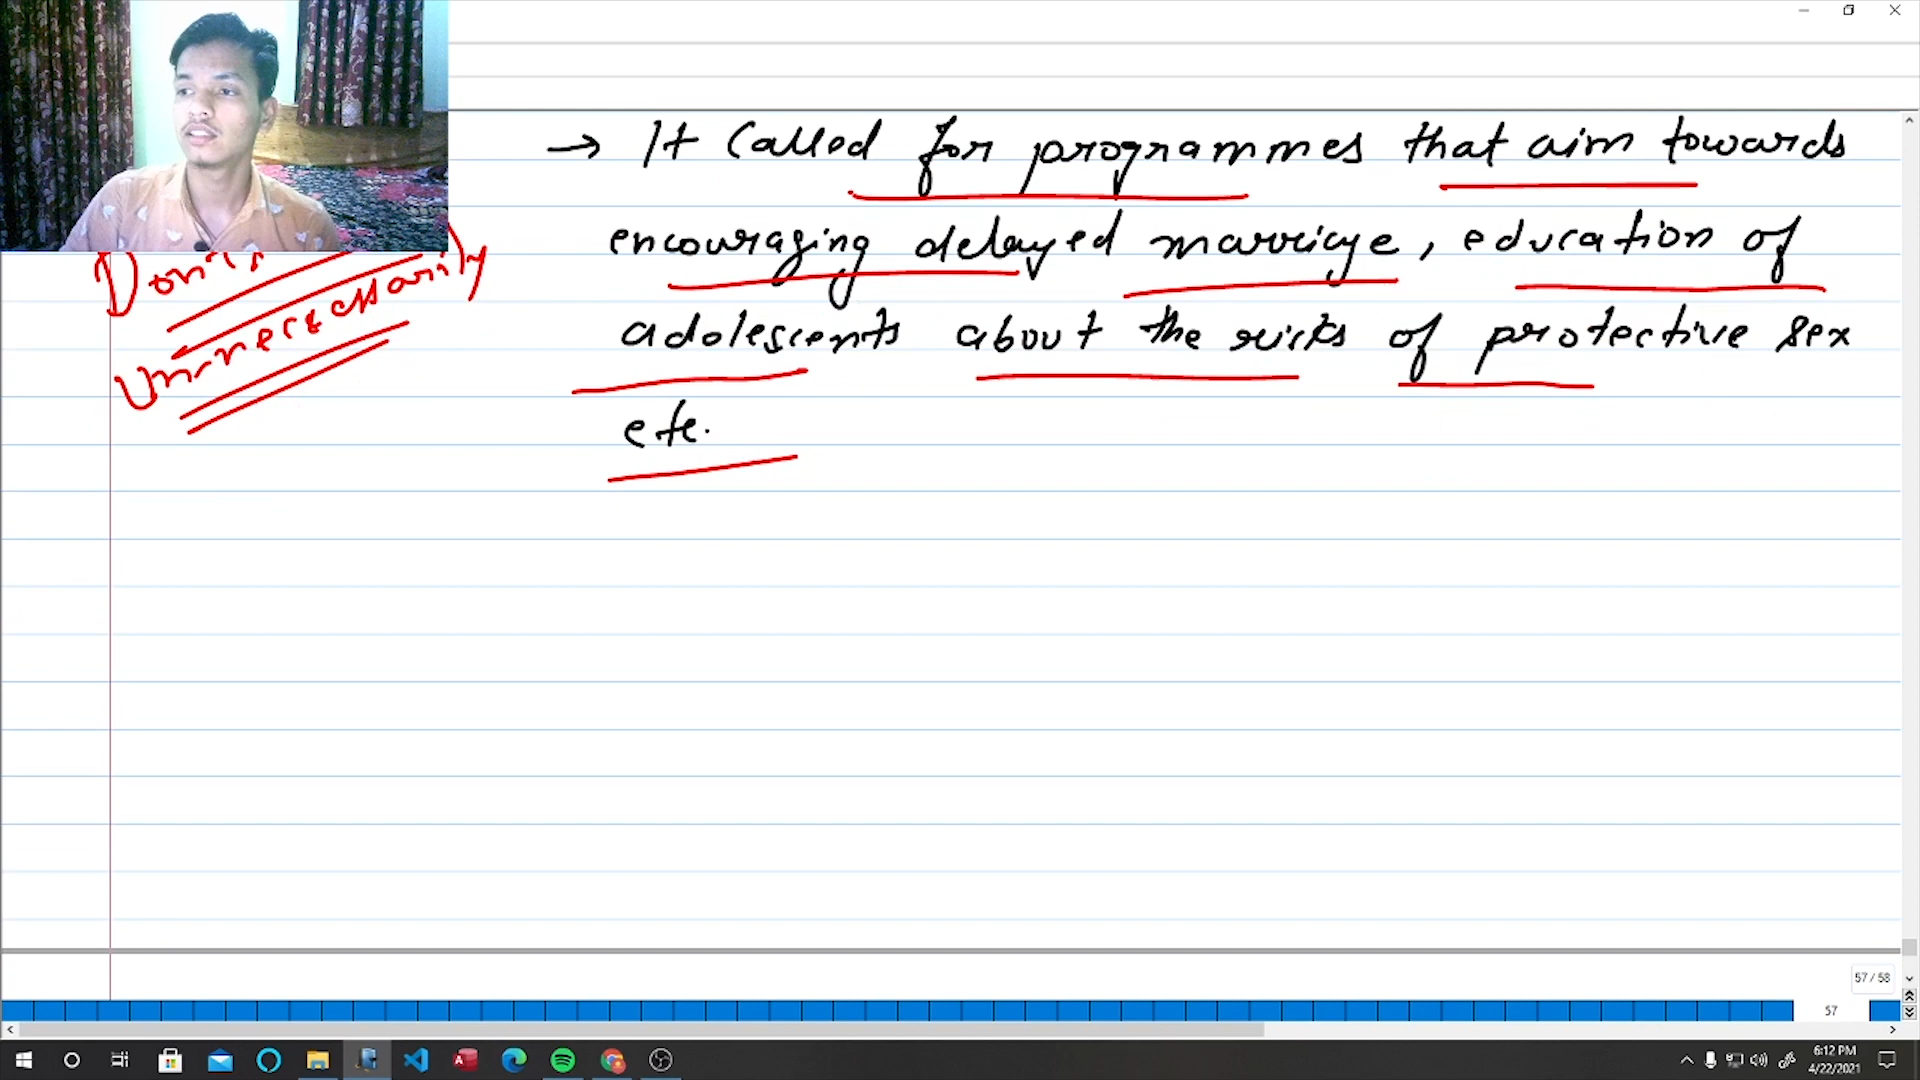 → It called for programmes that aim towards
encouraging delayed marriage, education of
adolescents about the risks of protective sex
etc.
Don't
Unnecessarily
57 / 58
57
6:12 PM
4/22/2021